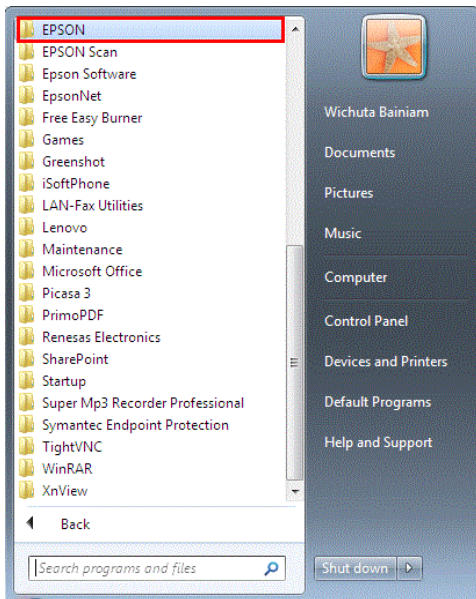 EPSON
EPSON Scan
Epson Software
EpsonNet
Free Easy Burner
Games
Greenshot
iSoftPhone
LAN-Fax Utilities
Lenovo
Maintenance
Microsoft Office
Picasa 3
PrimoPDF
Renesas Electronics
SharePoint
Startup
Super Mp3 Recorder Professional
Symantec Endpoint Protection
TightVNC
WinRAR
XnView
Back
Search programs and files
Wichuta Bainiam
Documents
Pictures
Music
Computer
Control Panel
Devices and Printers
Default Programs
Help and Support
Shut down